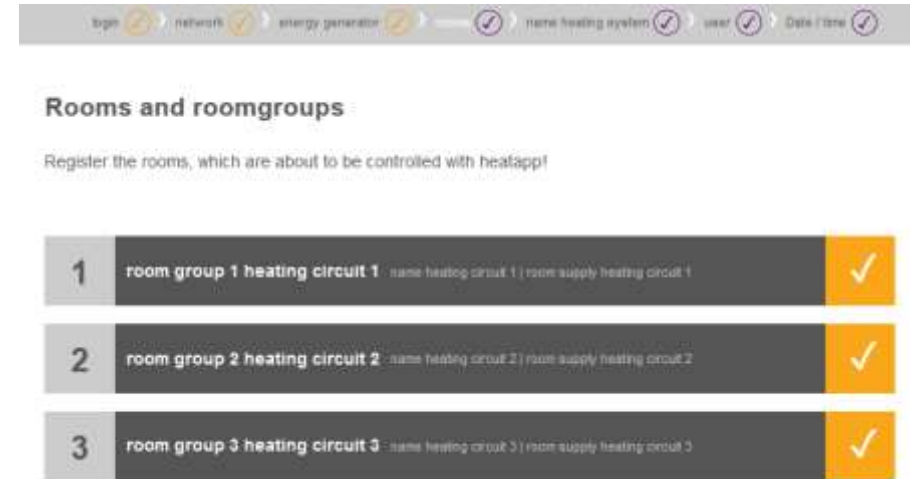 login network energy generator name heating system user Date / time
Rooms and roomgroups
Register the rooms, which are about to be controlled with heatapp!
1 room group 1 heating circuit 1 name heating circuit 1 | room supply heating circuit 1
2 room group 2 heating circuit 2 name heating circuit 2 | room supply heating circuit 2
3 room group 3 heating circuit 3 name heating circuit 3 | room supply heating circuit 3